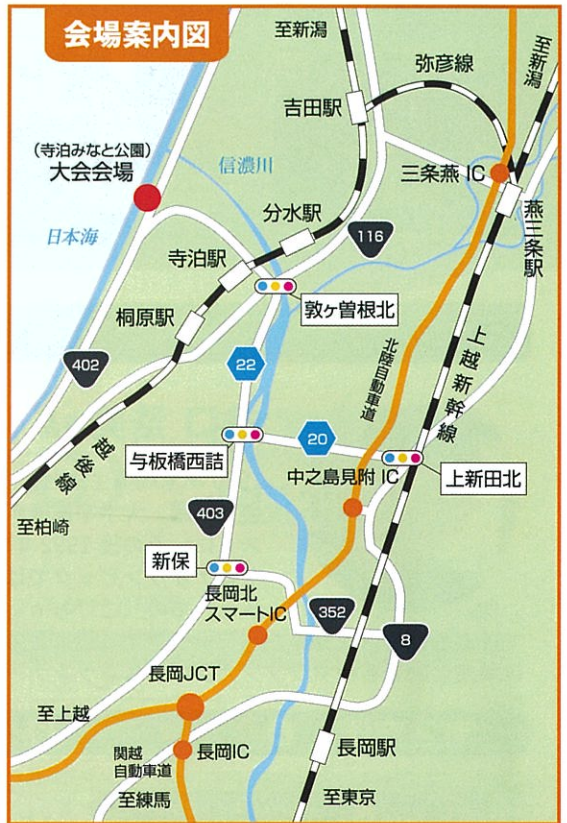 会場案内図
至新潟
弥彦線
至新潟
吉田駅
(寺泊みなと公園)
大会会場
信濃川
三条燕 IC
燕三条駅
分水駅
日本海
116
寺泊駅
敦ヶ曽根北
桐原駅
402
22
北陸自動車道
上越新幹線
越後線
20
与板橋西詰
中之島見附 IC
上新田北
403
至柏崎
新保
長岡北
スマートIC
352
8
長岡JCT
至上越
関越
自動車道
長岡IC
長岡駅
至練馬
至東京